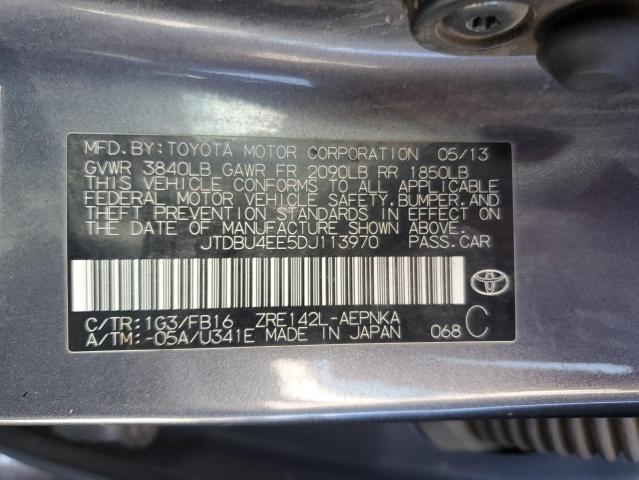 MFD. BY: TOYOTA MOTOR CORPORATION 05/13
GVWR 3840LB GAWR FR 2090LB RR 1850LB
THIS VEHICLE CONFORMS TO ALL APPLICABLE
FEDERAL MOTOR VEHICLE SAFETY, BUMPER, AND
THEFT PREVENTION STANDARDS IN EFFECT ON
THE DATE OF MANUFACTURE SHOWN ABOVE.
JTDBU4EE5DJ113970 PASS. CAR
C/TR: 1G3/FB16 ZRE142L-AEPNKA
A/TM: -05A/U341E MADE IN JAPAN 068 C